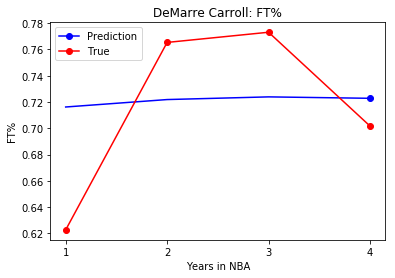 DeMarre Carroll: FT%
Prediction
True
0.78
0.76
0.74
0.72
0.70
0.68
0.66
0.64
0.62
FT%
1 2 3 4
Years in NBA